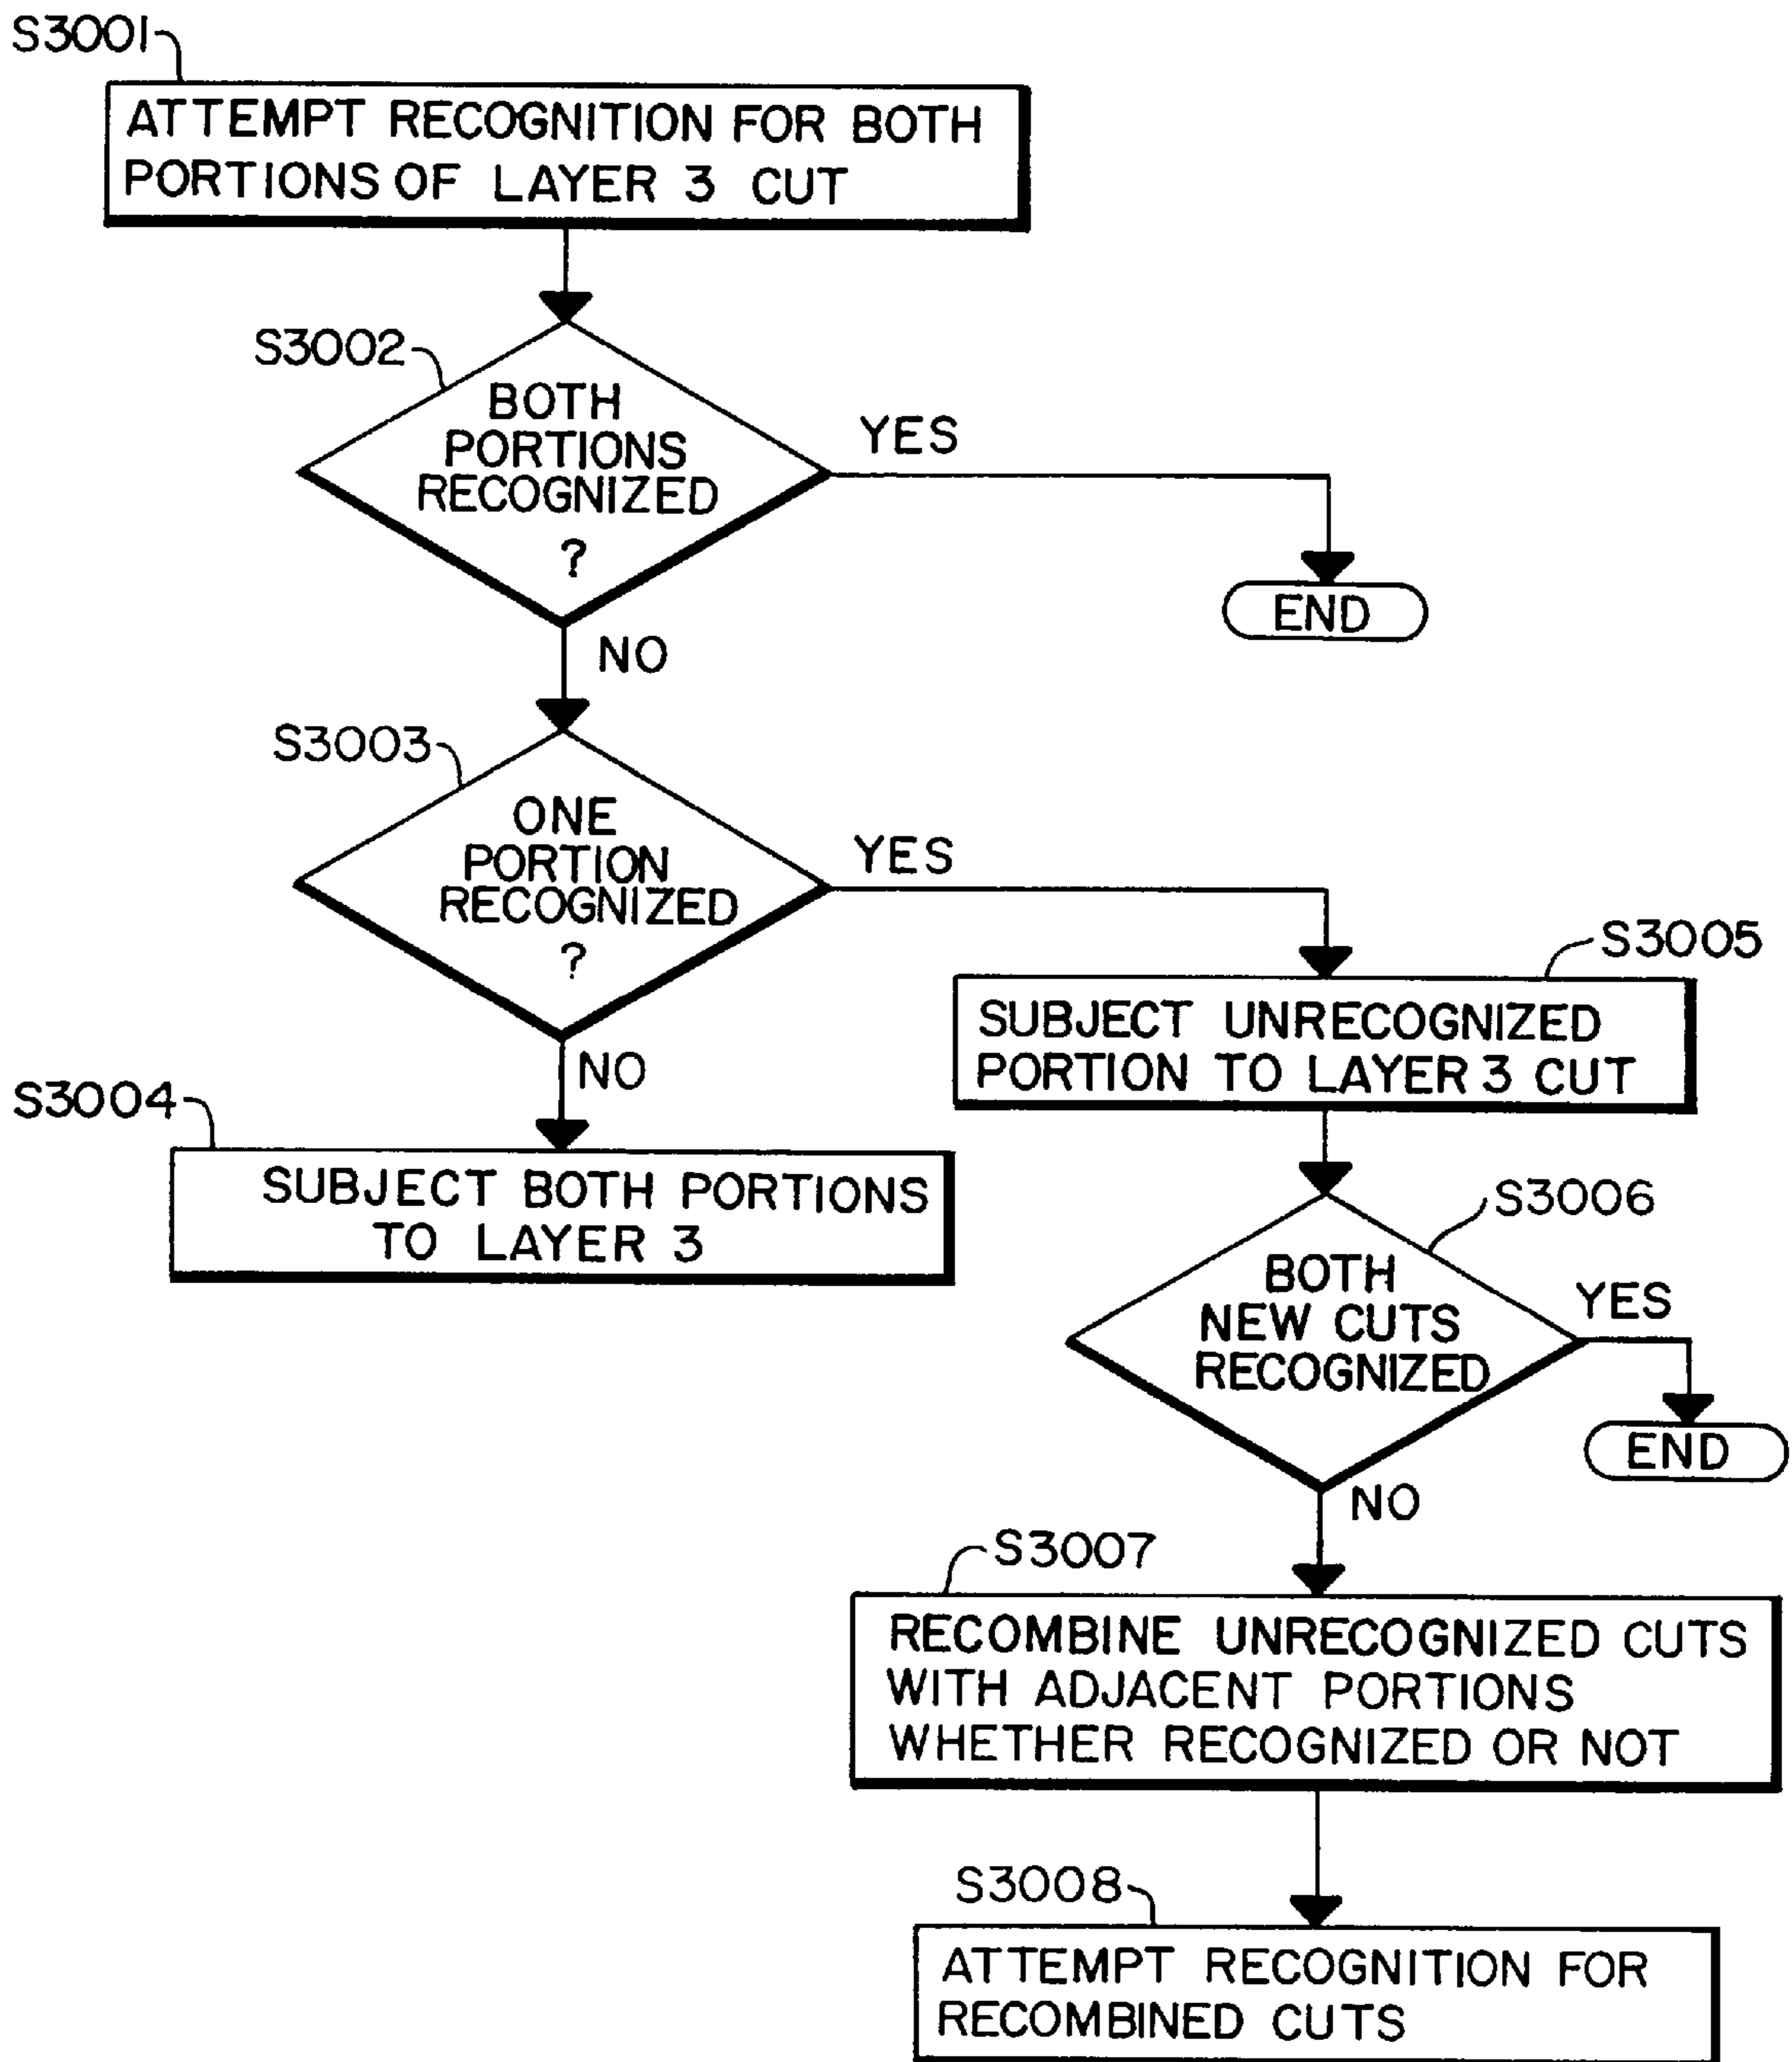 S3001
ATTEMPT RECOGNITION FOR BOTH
PORTIONS OF LAYER 3 CUT
S3002
BOTH
PORTIONS
RECOGNIZED
?
YES
END
NO
S3003
ONE
PORTION
RECOGNIZED
?
YES
NO
S3004
SUBJECT BOTH PORTIONS
TO LAYER 3
S3005
SUBJECT UNRECOGNIZED
PORTION TO LAYER 3 CUT
S3006
BOTH
NEW CUTS
RECOGNIZED
YES
END
NO
S3007
RECOMBINE UNRECOGNIZED CUTS
WITH ADJACENT PORTIONS
WHETHER RECOGNIZED OR NOT
S3008
ATTEMPT RECOGNITION FOR
RECOMBINED CUTS